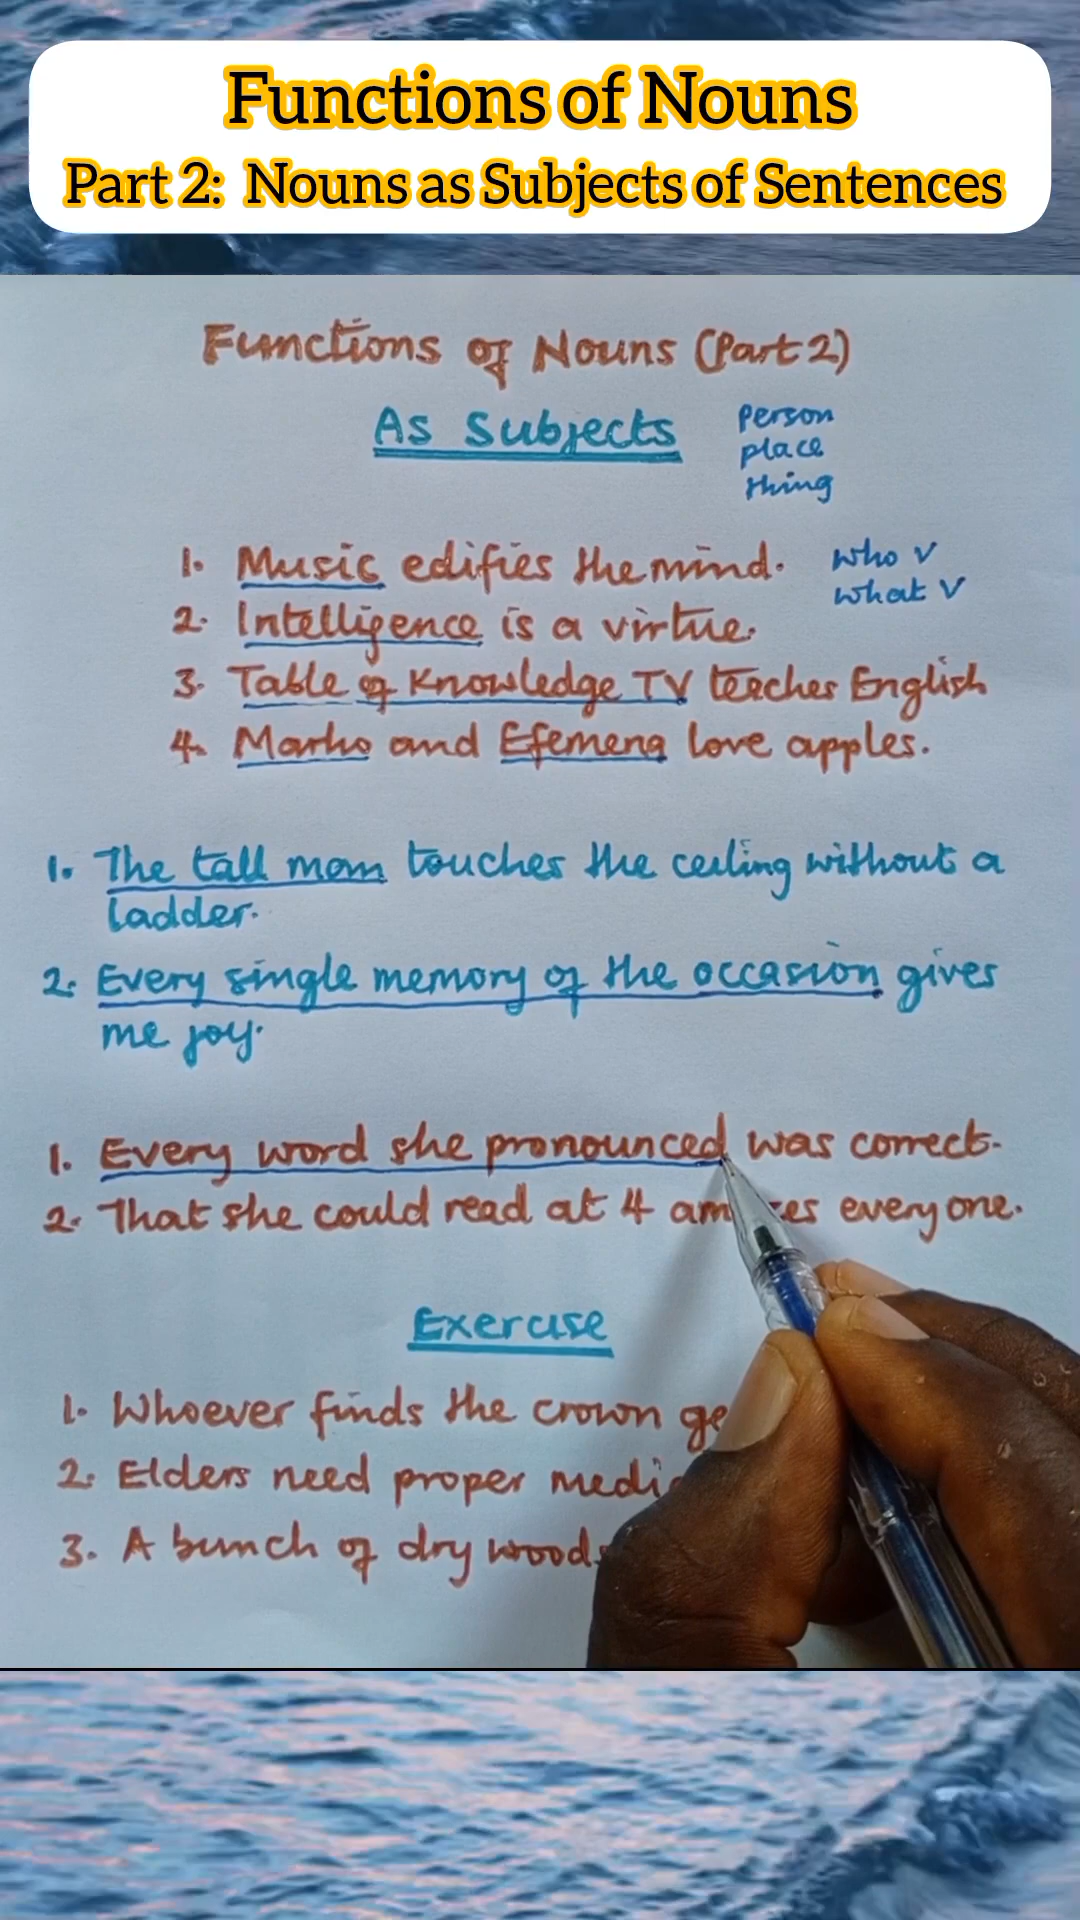 Functions of Nouns
Part 2: Nouns as Subjects of Sentences
Functions of Nouns (Part 2)
As Subjects
person
place
thing
1. Music edifies the mind.
who V
what V
2. Intelligence is a virtue.
3. Table of Knowledge TV teaches English
4. Marho and Efemena love apples.
1. The tall man touches the ceiling without a
ladder.
2. Every single memory of the occasion gives
me joy.
1. Every word she pronounced was correct.
2. That she could read at 4 everyone.
Exercise
1. Whoever finds the crown
2. Elders need proper
3. A bunch of dry woods